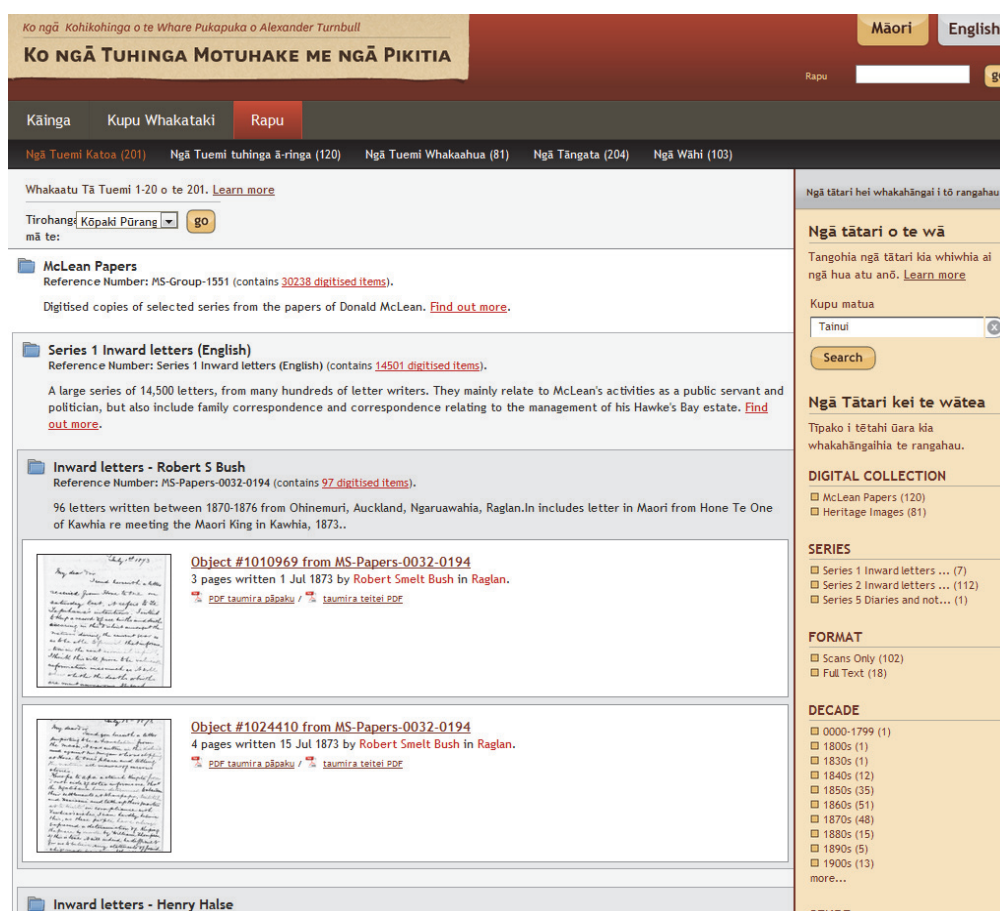 Ko ngā Kohikohinga o te Whare Pukapuka o Alexander Turnbull
Ko ngā Tuhinga Motuhake me ngā Pikitia
Māori
English
Rapu
Kāinga
Kupu Whakataki
Rapu
Ngā Tuemi Katoa (201)
Ngā Tuemi tuhinga ā-ringa (120)
Ngā Tuemi Whakaahua (81)
Ngā Tāngata (204)
Ngā Wāhi (103)
Whakaatu Tā Tuemi 1-20 o te 201. Learn more
Kōpaki Pūrang
go
mā te:
McLean Papers
Reference Number: MS-Group-1551 (contains 30238 digitised items).
Digitised copies of selected series from the papers of Donald McLean. Find out more.
Series 1 Inward letters (English)
Reference Number: Series 1 Inward letters (English) (contains 14501 digitised items).
A large series of 14,500 letters, from many hundreds of letter writers. They mainly relate to McLean's activities as a public servant and
politician, but also include family correspondence and correspondence relating to the management of his Hawke's Bay estate. Find
out more.
Inward letters - Robert S Bush
Reference Number: MS-Papers-0032-0194 (contains 97 digitised items).
96 letters written between 1870-1876 from Ohinemuri, Auckland, Ngaruawahia, Raglan.In includes letter in Maori from Hone Te One
of Kawhia re meeting the Maori King in Kawhia, 1873..
Object #1010969 from MS-Papers-0032-0194
3 pages written 1 Jul 1873 by Robert Smelt Bush in Raglan.
PDF taumira pāpaku / taumira teitei PDF
Object #1024410 from MS-Papers-0032-0194
4 pages written 15 Jul 1873 by Robert Smelt Bush in Raglan.
PDF taumira pāpaku / taumira teitei PDF
Inward letters - Henry Halse
Ngā tātari hei whakahāngai i tō rangahau
Ngā tātari o te wā
Tangohia ngā tātari kia whiwhia ai
ngā hua atu anō. Learn more
Kupu matua
Tainui
Search
Ngā Tātari kei te wātea
Tīpako i tētahi ūara kia
whakahāngaihia te rangahau.
DIGITAL COLLECTION
McLean Papers (120)
Heritage Images (81)
SERIES
Series 1 Inward letters ... (7)
Series 2 Inward letters ... (112)
Series 5 Diaries and not... (1)
FORMAT
Scans Only (102)
Full Text (18)
DECADE
0000-1799 (1)
1800s (1)
1830s (1)
1840s (12)
1850s (35)
1860s (51)
1870s (48)
1880s (15)
1890s (5)
1900s (13)
more...